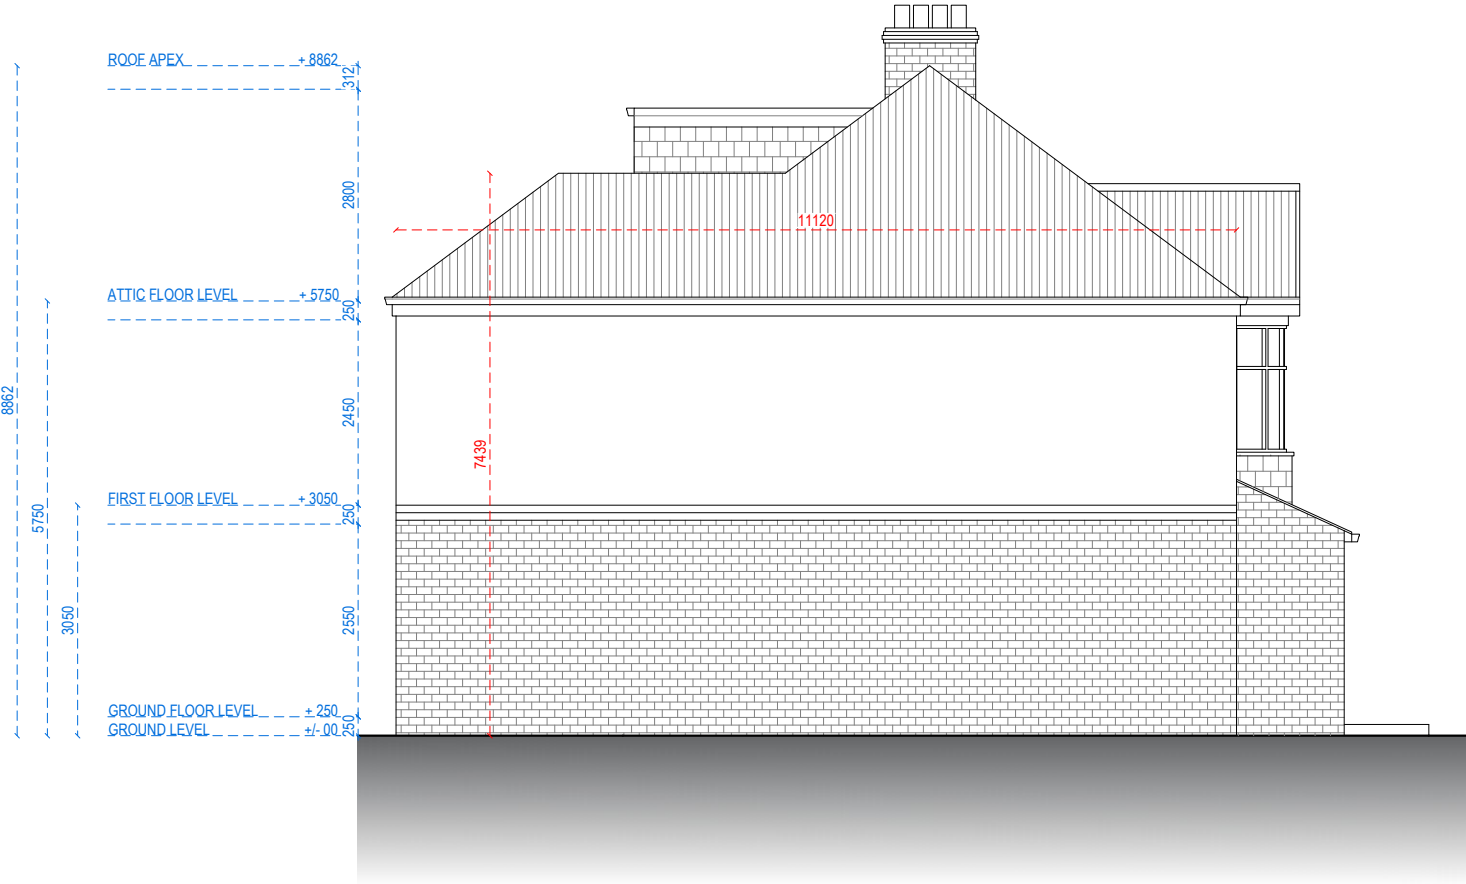 ROOF APEX + 8862
312
2800
11120
ATTIC FLOOR LEVEL + 5750
250
8862
2450
7439
FIRST FLOOR LEVEL + 3050
250
5750
3050
2550
GROUND FLOOR LEVEL + 250
250
GROUND LEVEL +/- 00